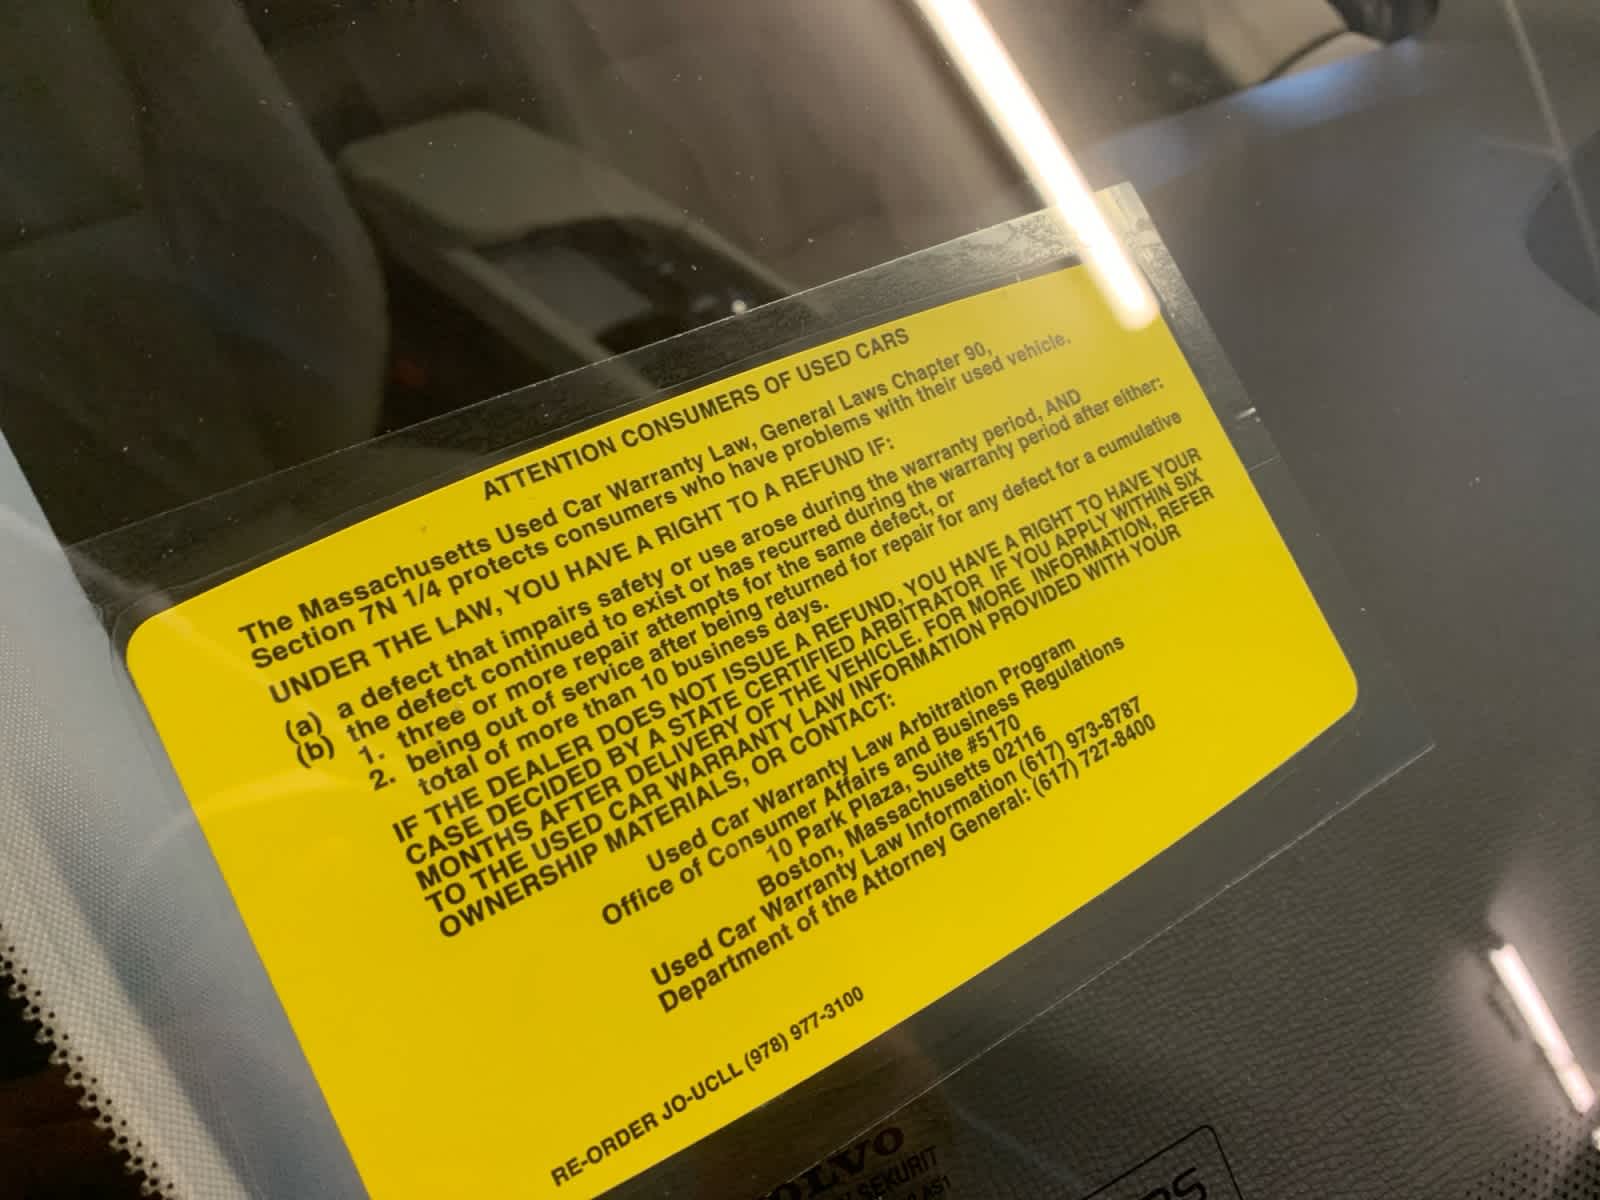 ATTENTION CONSUMERS OF USED CARS
The Massachusetts Used Car Warranty Law, General Laws Chapter 90,
Section 7N 1/4 protects consumers who have problems with their used vehicle.
UNDER THE LAW, YOU HAVE A RIGHT TO A REFUND IF:
(a) a defect that impairs safety or use arose during the warranty period, AND
(b) the defect continued to exist or has recurred during the warranty period after either:
1. three or more repair attempts for the same defect, or
2. being out of service after being returned for repair for any defect for a cumulative
total of more than 10 business days.
IF THE DEALER DOES NOT ISSUE A REFUND, YOU HAVE A RIGHT TO HAVE YOUR
CASE DECIDED BY A STATE CERTIFIED ARBITRATOR IF YOU APPLY WITHIN SIX
MONTHS AFTER DELIVERY OF THE VEHICLE. FOR MORE INFORMATION, REFER
TO THE USED CAR WARRANTY LAW INFORMATION PROVIDED WITH YOUR
OWNERSHIP MATERIALS, OR CONTACT:
Used Car Warranty Law Arbitration Program
Office of Consumer Affairs and Business Regulations
10 Park Plaza, Suite #5170
Boston, Massachusetts 02116
Used Car Warranty Law Information (617) 973-8787
Department of the Attorney General: (617) 727-8400
RE-ORDER JO-UCLL (978) 977-3100
VOLVO
SEKURIT
AS1